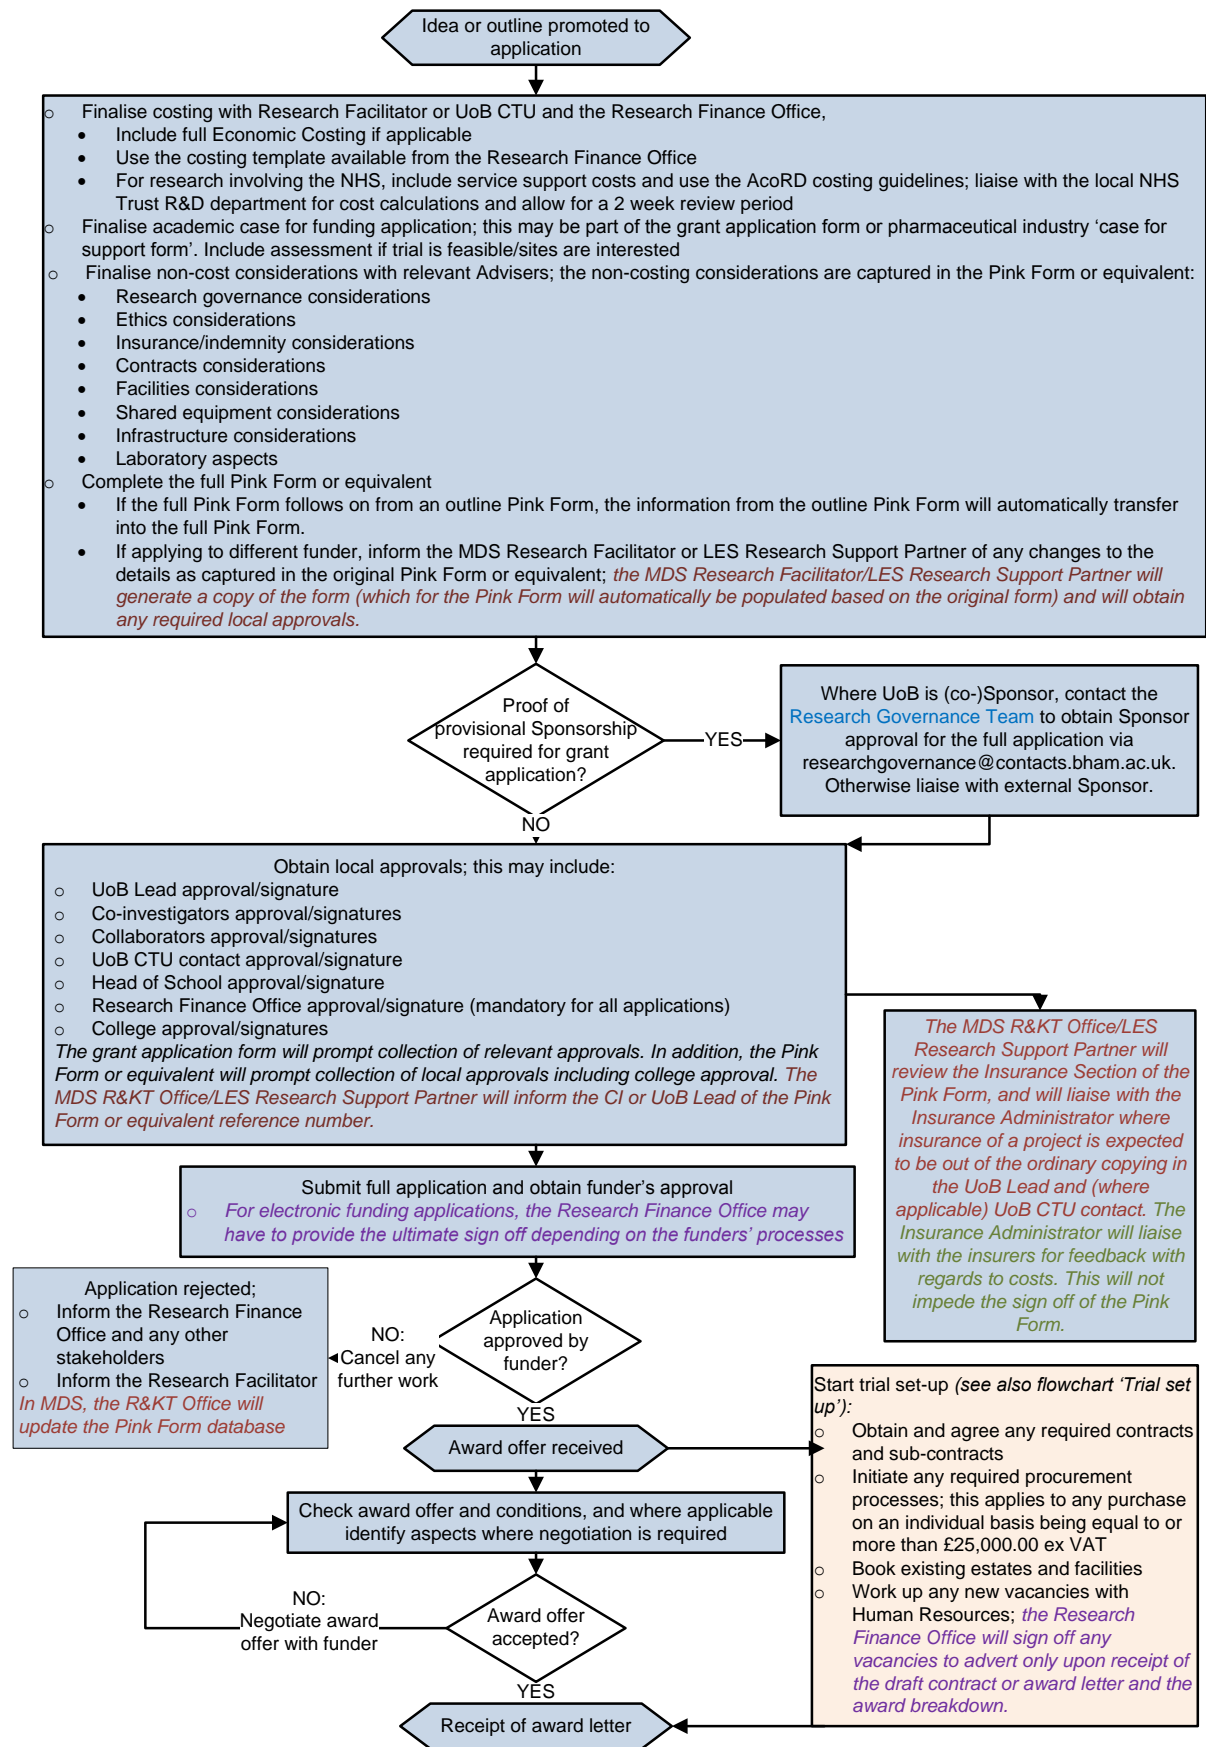 Idea or outline promoted to
application
○ Finalise costing with Research Facilitator or UoB CTU and the Research Finance Office,
• Include full Economic Costing if applicable
• Use the costing template available from the Research Finance Office
• For research involving the NHS, include service support costs and use the AcoRD costing guidelines; liaise with the local NHS
Trust R&D department for cost calculations and allow for a 2 week review period
○ Finalise academic case for funding application; this may be part of the grant application form or pharmaceutical industry ‘case for
support form’. Include assessment if trial is feasible/sites are interested
○ Finalise non-cost considerations with relevant Advisers; the non-costing considerations are captured in the Pink Form or equivalent:
• Research governance considerations
• Ethics considerations
• Insurance/indemnity considerations
• Contracts considerations
• Facilities considerations
• Shared equipment considerations
• Infrastructure considerations
• Laboratory aspects
○ Complete the full Pink Form or equivalent
• If the full Pink Form follows on from an outline Pink Form, the information from the outline Pink Form will automatically transfer
into the full Pink Form.
• If applying to different funder, inform the MDS Research Facilitator or LES Research Support Partner of any changes to the
details as captured in the original Pink Form or equivalent; the MDS Research Facilitator/LES Research Support Partner will
generate a copy of the form (which for the Pink Form will automatically be populated based on the original form) and will obtain
any required local approvals.
Proof of
provisional Sponsorship
required for grant
application?
YES
Where UoB is (co-)Sponsor, contact the
Research Governance Team to obtain Sponsor
approval for the full application via
researchgovernance@contacts.bham.ac.uk.
Otherwise liaise with external Sponsor.
NO
Obtain local approvals; this may include:
○ UoB Lead approval/signature
○ Co-investigators approval/signatures
○ Collaborators approval/signatures
○ UoB CTU contact approval/signature
○ Head of School approval/signature
○ Research Finance Office approval/signature (mandatory for all applications)
○ College approval/signatures
The grant application form will prompt collection of relevant approvals. In addition, the Pink
Form or equivalent will prompt collection of local approvals including college approval. The
MDS R&KT Office/LES Research Support Partner will inform the CI or UoB Lead of the Pink
Form or equivalent reference number.
The MDS R&KT Office/LES
Research Support Partner will
review the Insurance Section of the
Pink Form, and will liaise with the
Insurance Administrator where
insurance of a project is expected
to be out of the ordinary copying in
the UoB Lead and (where
applicable) UoB CTU contact. The
Insurance Administrator will liaise
with the insurers for feedback with
regards to costs. This will not
impede the sign off of the Pink
Form.
Submit full application and obtain funder’s approval
○ For electronic funding applications, the Research Finance Office may
have to provide the ultimate sign off depending on the funders’ processes
Application
approved by
funder?
NO:
Cancel any
further work
Application rejected;
○ Inform the Research Finance
Office and any other
stakeholders
○ Inform the Research Facilitator
In MDS, the R&KT Office will
update the Pink Form database
YES
Award offer received
Start trial set-up (see also flowchart ‘Trial set
up’):
○ Obtain and agree any required contracts
and sub-contracts
○ Initiate any required procurement
processes; this applies to any purchase
on an individual basis being equal to or
more than £25,000.00 ex VAT
○ Book existing estates and facilities
○ Work up any new vacancies with
Human Resources; the Research
Finance Office will sign off any
vacancies to advert only upon receipt of
the draft contract or award letter and the
award breakdown.
Check award offer and conditions, and where applicable
identify aspects where negotiation is required
NO:
Negotiate award
offer with funder
Award offer
accepted?
YES
Receipt of award letter